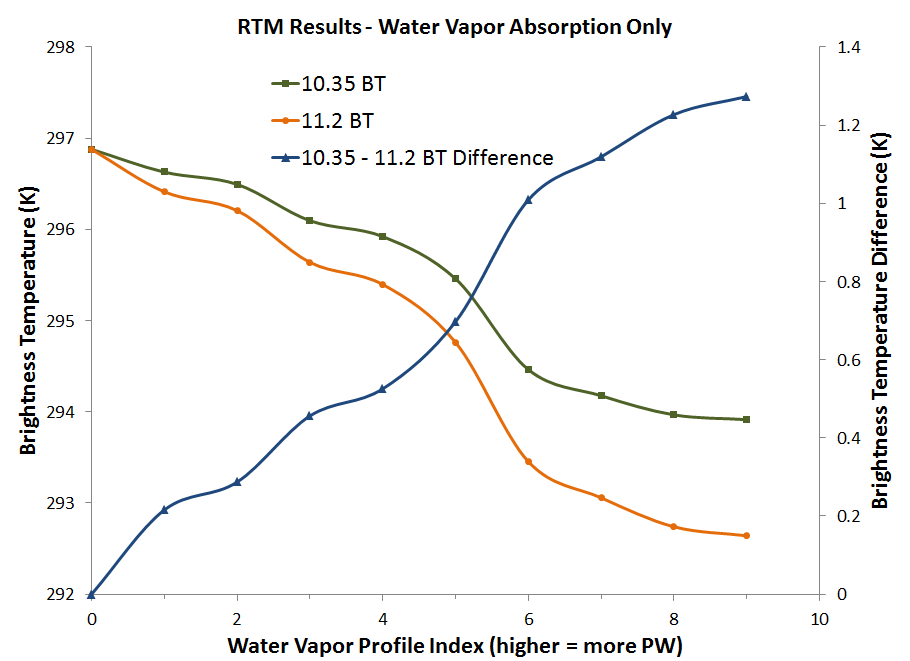 RTM Results - Water Vapor Absorption Only
10.35 BT
11.2 BT
10.35 - 11.2 BT Difference
Brightness Temperature (K)
298
297
296
295
294
293
292
1.4
1.2
1
0.8
0.6
0.4
0.2
0
Brightness Temperature Difference (K)
0 2 4 6 8 10
Water Vapor Profile Index (higher = more PW)